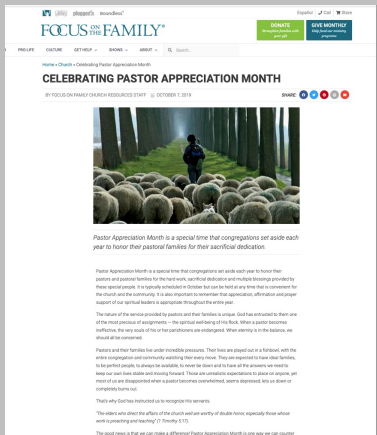 Español Call Store
FOCUS ON THE FAMILY®
DONATE
GIVE MONTHLY
PRO-LIFE CULTURE GET HELP SHOWS ABOUT Search...
Home » Church » Celebrating Pastor Appreciation Month
CELEBRATING PASTOR APPRECIATION MONTH
BY FOCUS ON FAMILY CHURCH RESOURCES STAFF OCTOBER 7, 2019 SHARE:
Pastor Appreciation Month is a special time that congregations set aside each
year to honor their pastoral families for their sacrificial dedication.
Pastor Appreciation Month is a special time that congregations set aside each year to honor their
pastors and pastoral families for the hard work, sacrificial dedication and multiple blessings provided by
these special people. It is typically scheduled in October but can be held at any time that is convenient for
the church and the community. It is also important to remember that appreciation, affirmation and prayer
support of our spiritual leaders is appropriate throughout the entire year.
The nature of the service provided by pastors and their families is unique. God has entrusted to them one
of the most precious of assignments — the spiritual well-being of His flock. When a pastor becomes
ineffective, the very souls of his or her parishioners are endangered. When eternity is in the balance, we
should all be concerned.
Pastors and their families live under incredible pressures. Their lives are played out in a fishbowl, with the
entire congregation and community watching their every move. They are expected to have ideal families,
to be perfect people, to always be available, to never be down and to have all the answers we need to
keep our own lives stable and moving forward. Those are unrealistic expectations to place on anyone, yet
most of us are disappointed when a pastor becomes overwhelmed, seems depressed, lets us down or
completely burns out.
That's why God has instructed us to recognize His servants.
"The elders who direct the affairs of the church well are worthy of double honor, especially those whose
work is preaching and teaching" (1 Timothy 5:17).
The good news is that we can make a difference! Pastor Appreciation Month is one way we can counter